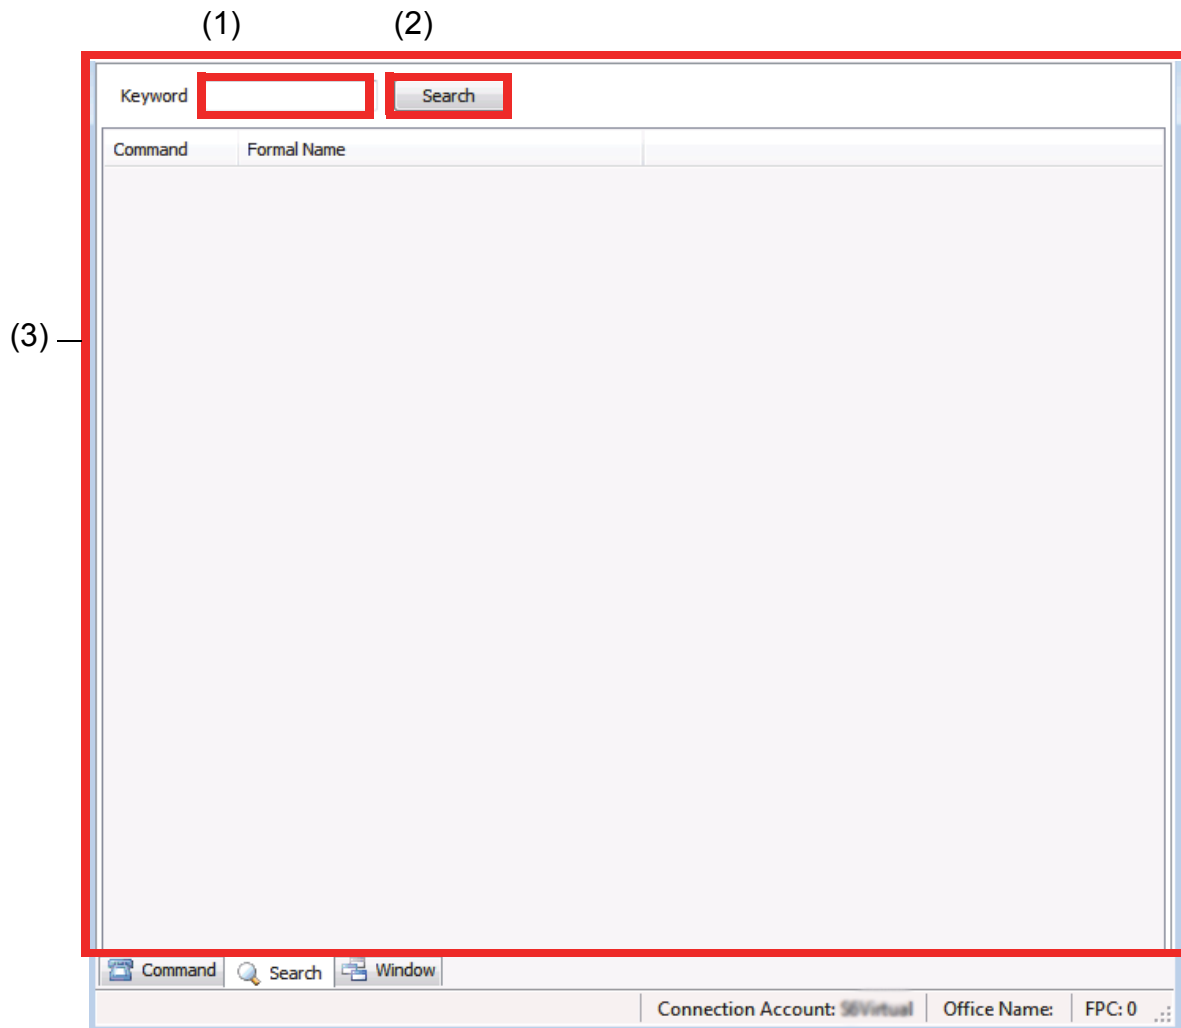 (1) (2)
Keyword Search
Command Formal Name
(3)
Command Search Window
Connection Account: Office Name: FPC: 0